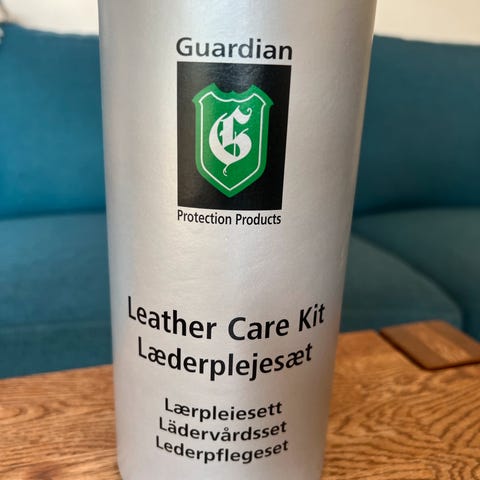 Guardian
G
Protection Products
Leather Care Kit
Læderplejesæt
Lærpleiesett
Lädervårdsset
Lederpflegeset